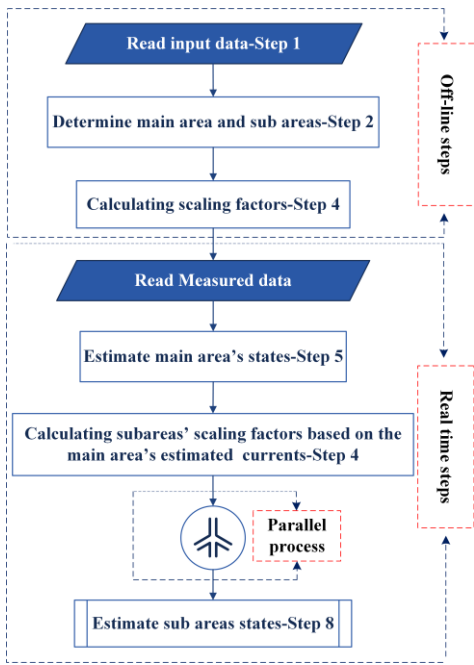 Read input data-Step 1
Determine main area and sub areas-Step 2
Calculating scaling factors-Step 4
Off-line steps
Read Measured data
Estimate main area's states-Step 5
Calculating subareas' scaling factors based on the
main area's estimated currents-Step 4
Real time steps
Parallel
process
Estimate sub areas states-Step 8